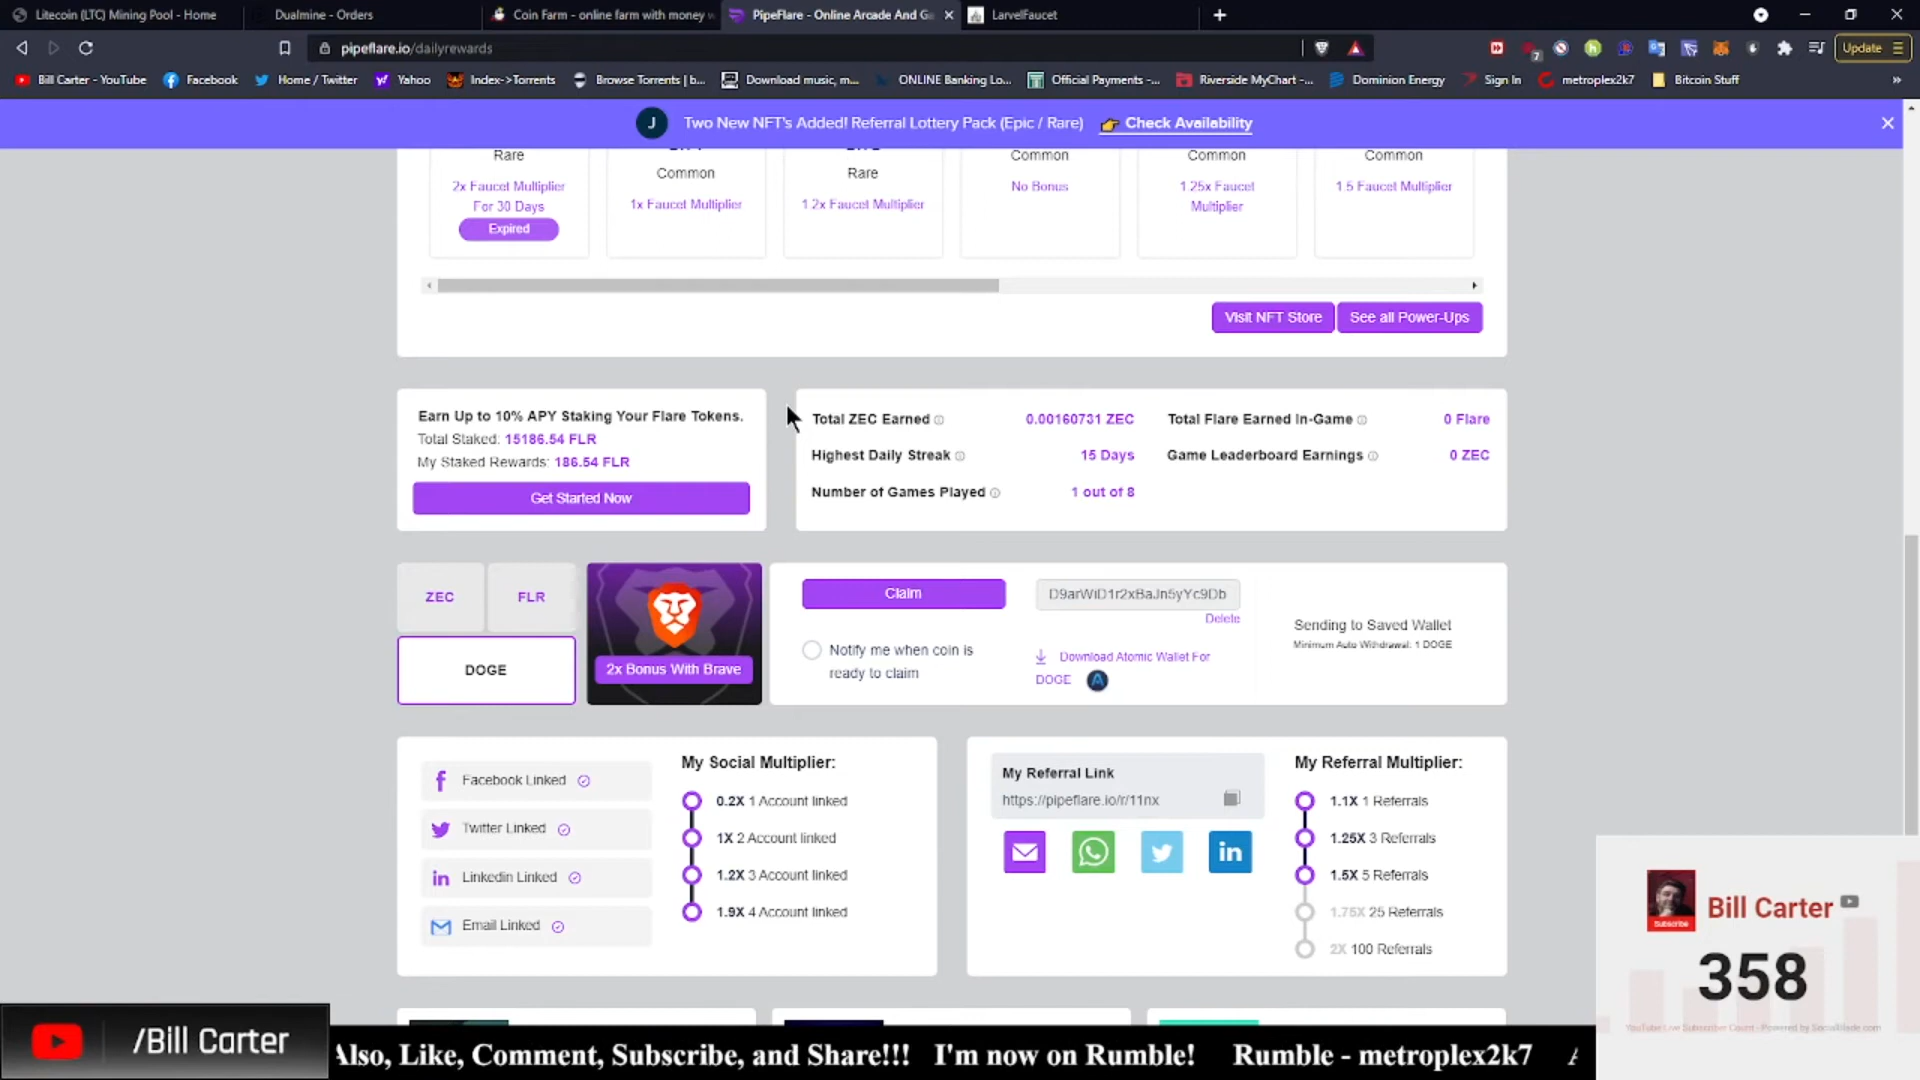 Litecoin (LTC) Mining Pool - Home
Dualmine - Orders
Coin Farm - online farm with money w
PipeFlare - Online Arcade And Ga
LarvelFaucet
pipeflare.io/dailyrewards
7
Update
Bill Carter - YouTube
Facebook
Home / Twitter
Yahoo
Index->Torrents
Browse Torrents | b...
Download music, m...
ONLINE Banking Lo...
Official Payments -...
Riverside MyChart -...
Dominion Energy
Sign In
metroplex2k7
Bitcoin Stuff
»
J
Two New NFT's Added! Referral Lottery Pack (Epic / Rare) 👉 Check Availability
Rare
2x Faucet Multiplier
For 30 Days
Expired
Common
1x Faucet Multiplier
Rare
1.2x Faucet Multiplier
Common
No Bonus
Common
1.25x Faucet
Multiplier
Common
1.5 Faucet Multiplier
Visit NFT Store
See all Power-Ups
Earn Up to 10% APY Staking Your Flare Tokens.
Total Staked: 15186.54 FLR
My Staked Rewards: 186.54 FLR
Get Started Now
Total ZEC Earned 0.00160731 ZEC
Highest Daily Streak 15 Days
Number of Games Played 1 out of 8
Total Flare Earned In-Game 0 Flare
Game Leaderboard Earnings 0 ZEC
ZEC
FLR
DOGE
2x Bonus With Brave
Claim
Notify me when coin is
ready to claim
D9arWiD1r2xBaJn5yYc9Db
Delete
Download Atomic Wallet For
DOGE
Sending to Saved Wallet
Minimum Auto Withdrawal: 1 DOGE
Facebook Linked
Twitter Linked
Linkedin Linked
Email Linked
My Social Multiplier:
0.2X 1 Account linked
1X 2 Account linked
1.2X 3 Account linked
1.9X 4 Account linked
My Referral Link
https://pipeflare.io/r/11nx
My Referral Multiplier:
1.1X 1 Referrals
1.25X 3 Referrals
1.5X 5 Referrals
1.75X 25 Referrals
2X 100 Referrals
Subscribe
Bill Carter
358
YouTube Live Subscriber Count - Powered by SocialBlade.com
/Bill Carter
Also, Like, Comment, Subscribe, and Share!!! I'm now on Rumble! Rumble - metroplex2k7